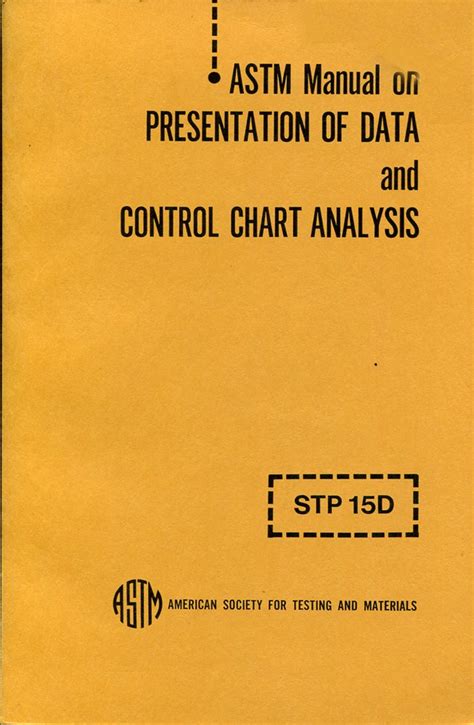 ASTM Manual on
PRESENTATION OF DATA
and
CONTROL CHART ANALYSIS
STP 15D
ASTM AMERICAN SOCIETY FOR TESTING AND MATERIALS